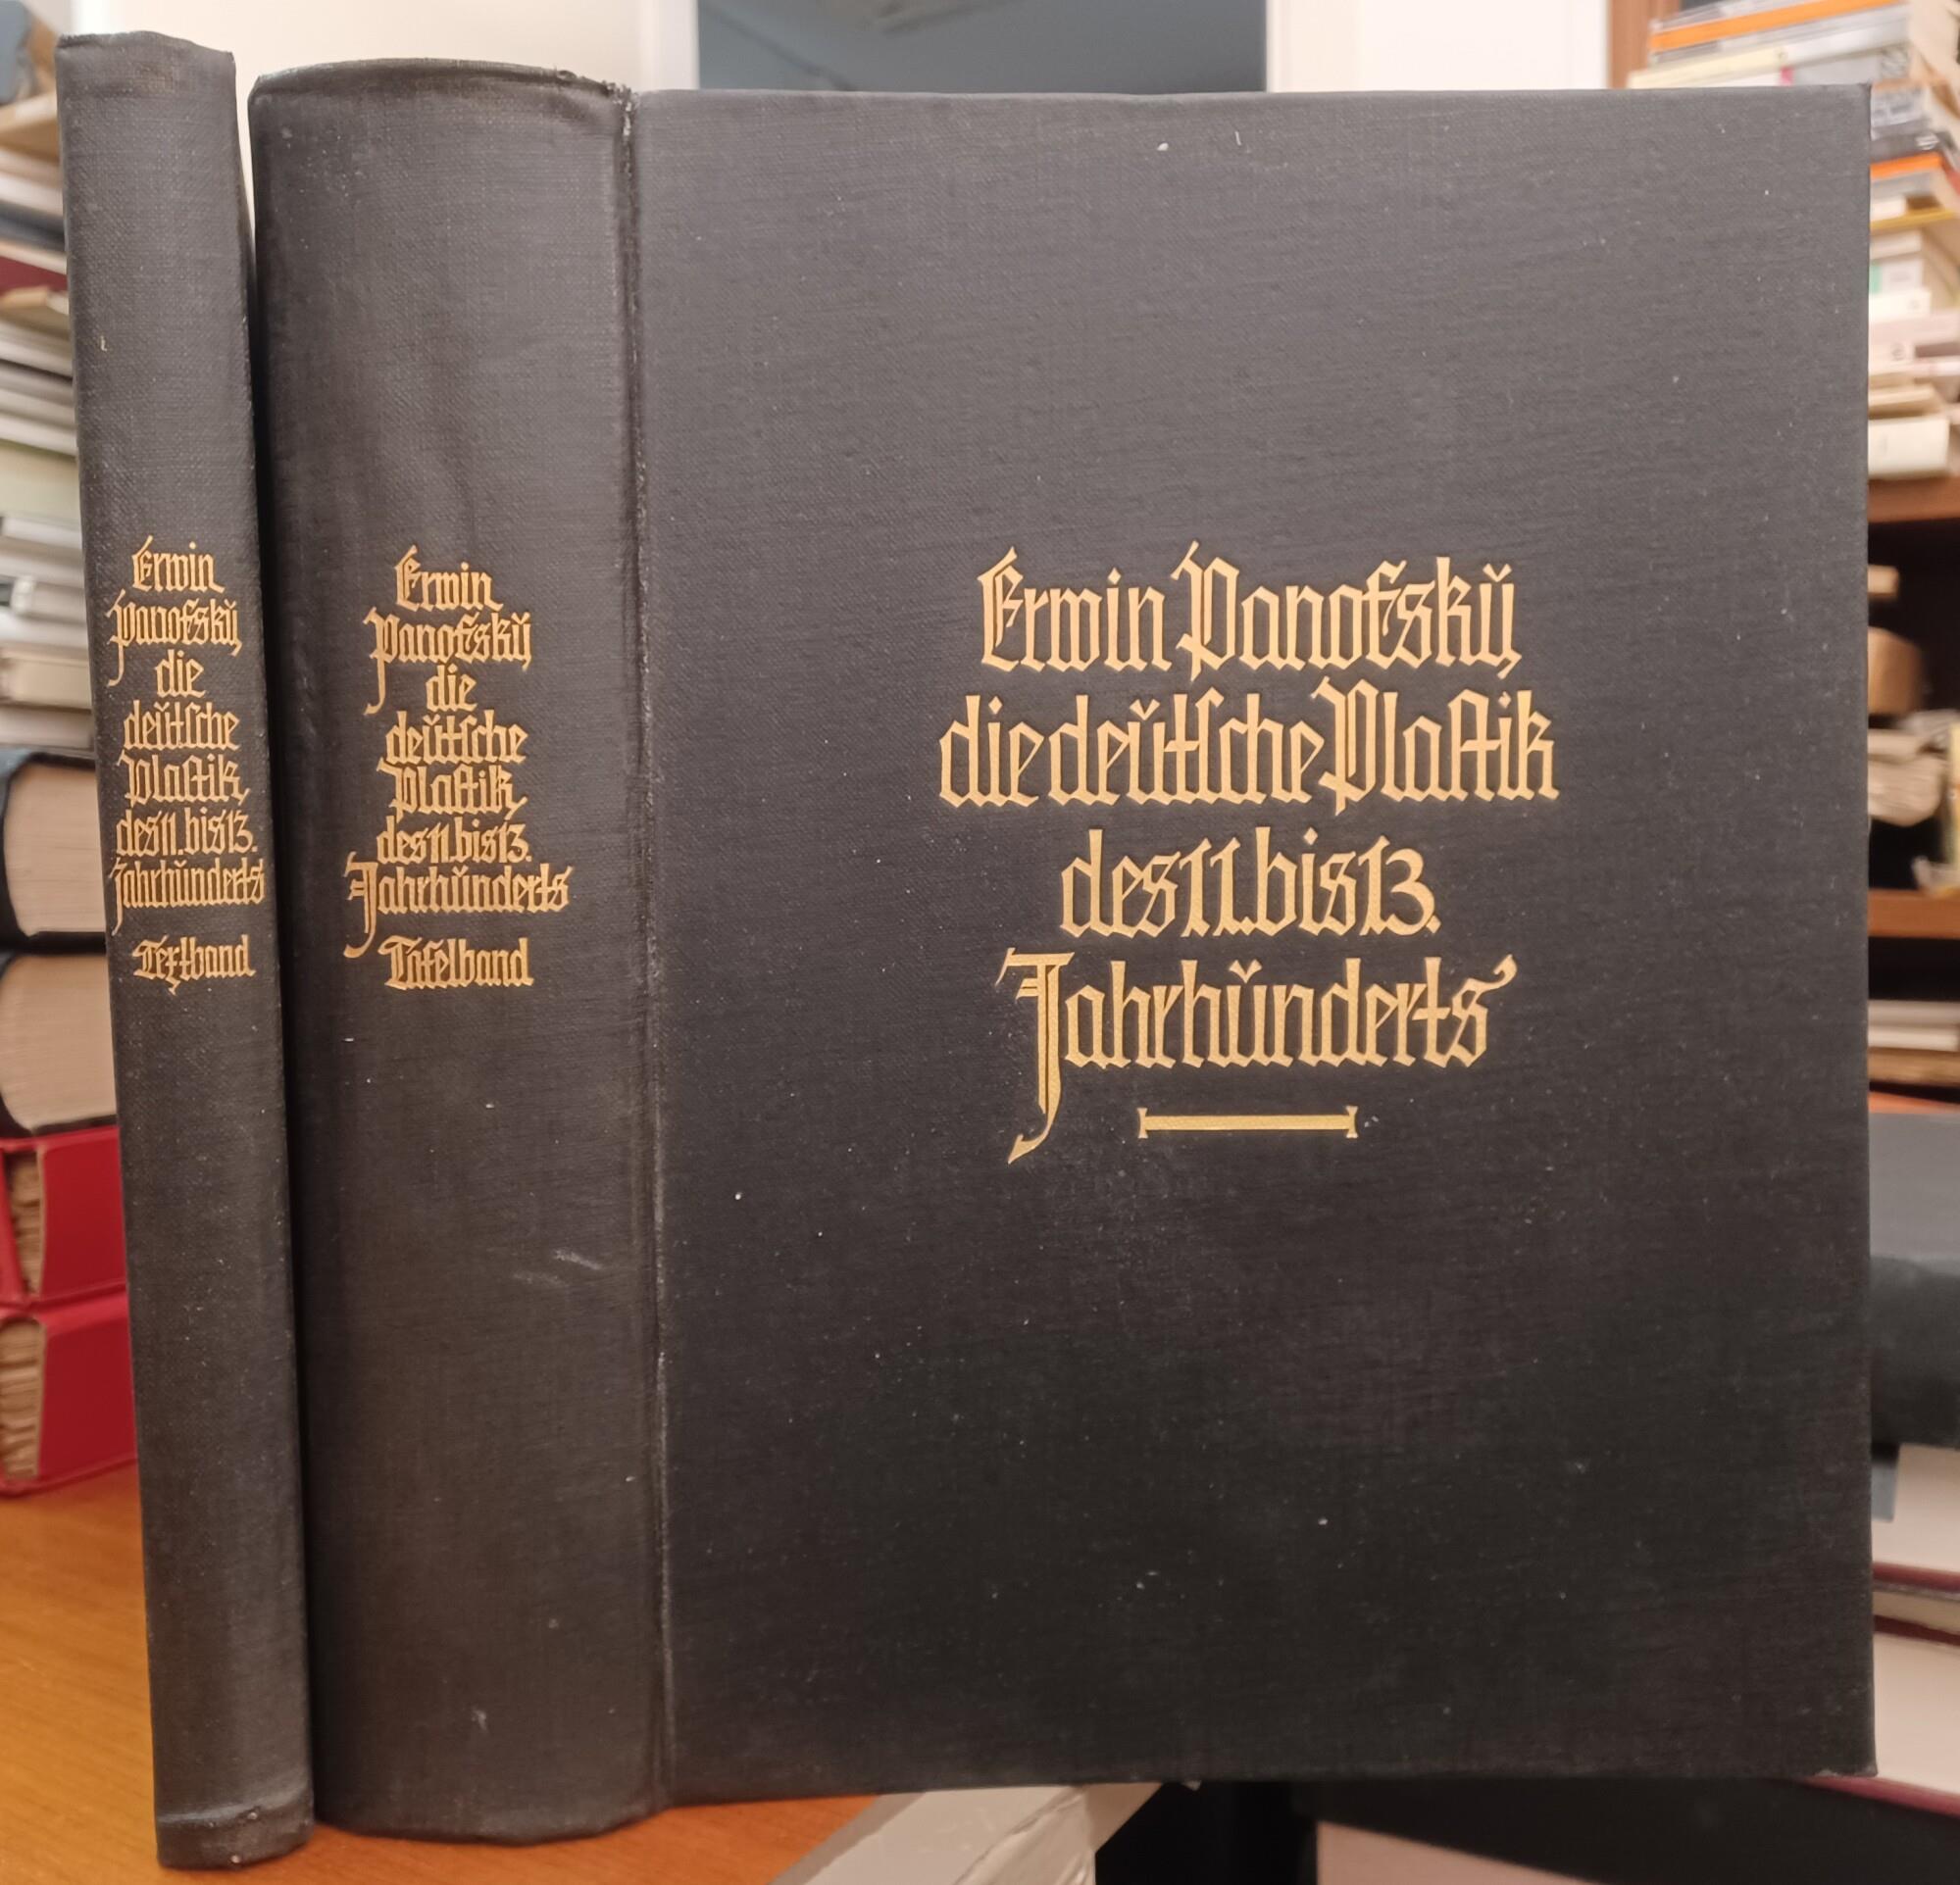 Erwin
Panofsky
die
deutsche
Plastik
des 11. bis 13.
Jahrhunderts
Textband
Erwin
Panofsky
die
deutsche
Plastik
des 11. bis 13.
Jahrhunderts
Tafelband
Erwin Panofsky
die deutsche Plastik
des 11. bis 13.
Jahrhunderts